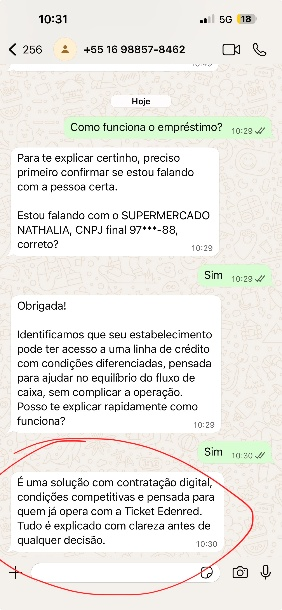 10:31
5G 18
256
+55 16 98857-8462
Hoje
Como funciona o empréstimo?
10:29
Para te explicar certinho, preciso
primeiro confirmar se estou falando
com a pessoa certa.
Estou falando com o SUPERMERCADO
NATHALIA, CNPJ final 97***-88,
correto?
10:29
Sim
10:29
Obrigada!
Identificamos que seu estabelecimento
pode ter acesso a uma linha de crédito
com condições diferenciadas, pensada
para ajudar no equilíbrio do fluxo de
caixa, sem complicar a operação.
Posso te explicar rapidamente como
funciona?
10:29
Sim
10:30
É uma solução com contratação digital,
condições competitivas e pensada para
quem já opera com a Ticket Edenred.
Tudo é explicado com clareza antes de
qualquer decisão.
10:30